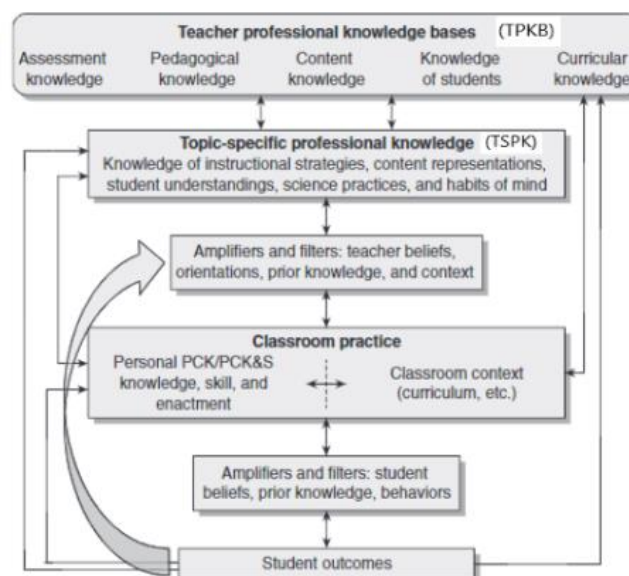 Teacher professional knowledge bases (TPKB)
Assessment Pedagogical Content Knowledge Curricular
knowledge knowledge knowledge of students knowledge
Topic-specific professional knowledge (TSPK)
Knowledge of instructional strategies, content representations,
student understandings, science practices, and habits of mind
Amplifiers and filters: teacher beliefs,
orientations, prior knowledge, and context
Classroom practice
Personal PCK/PCK&S
knowledge, skill, and
enactment
Classroom context
(curriculum, etc.)
Amplifiers and filters: student
beliefs, prior knowledge, behaviors
Student outcomes